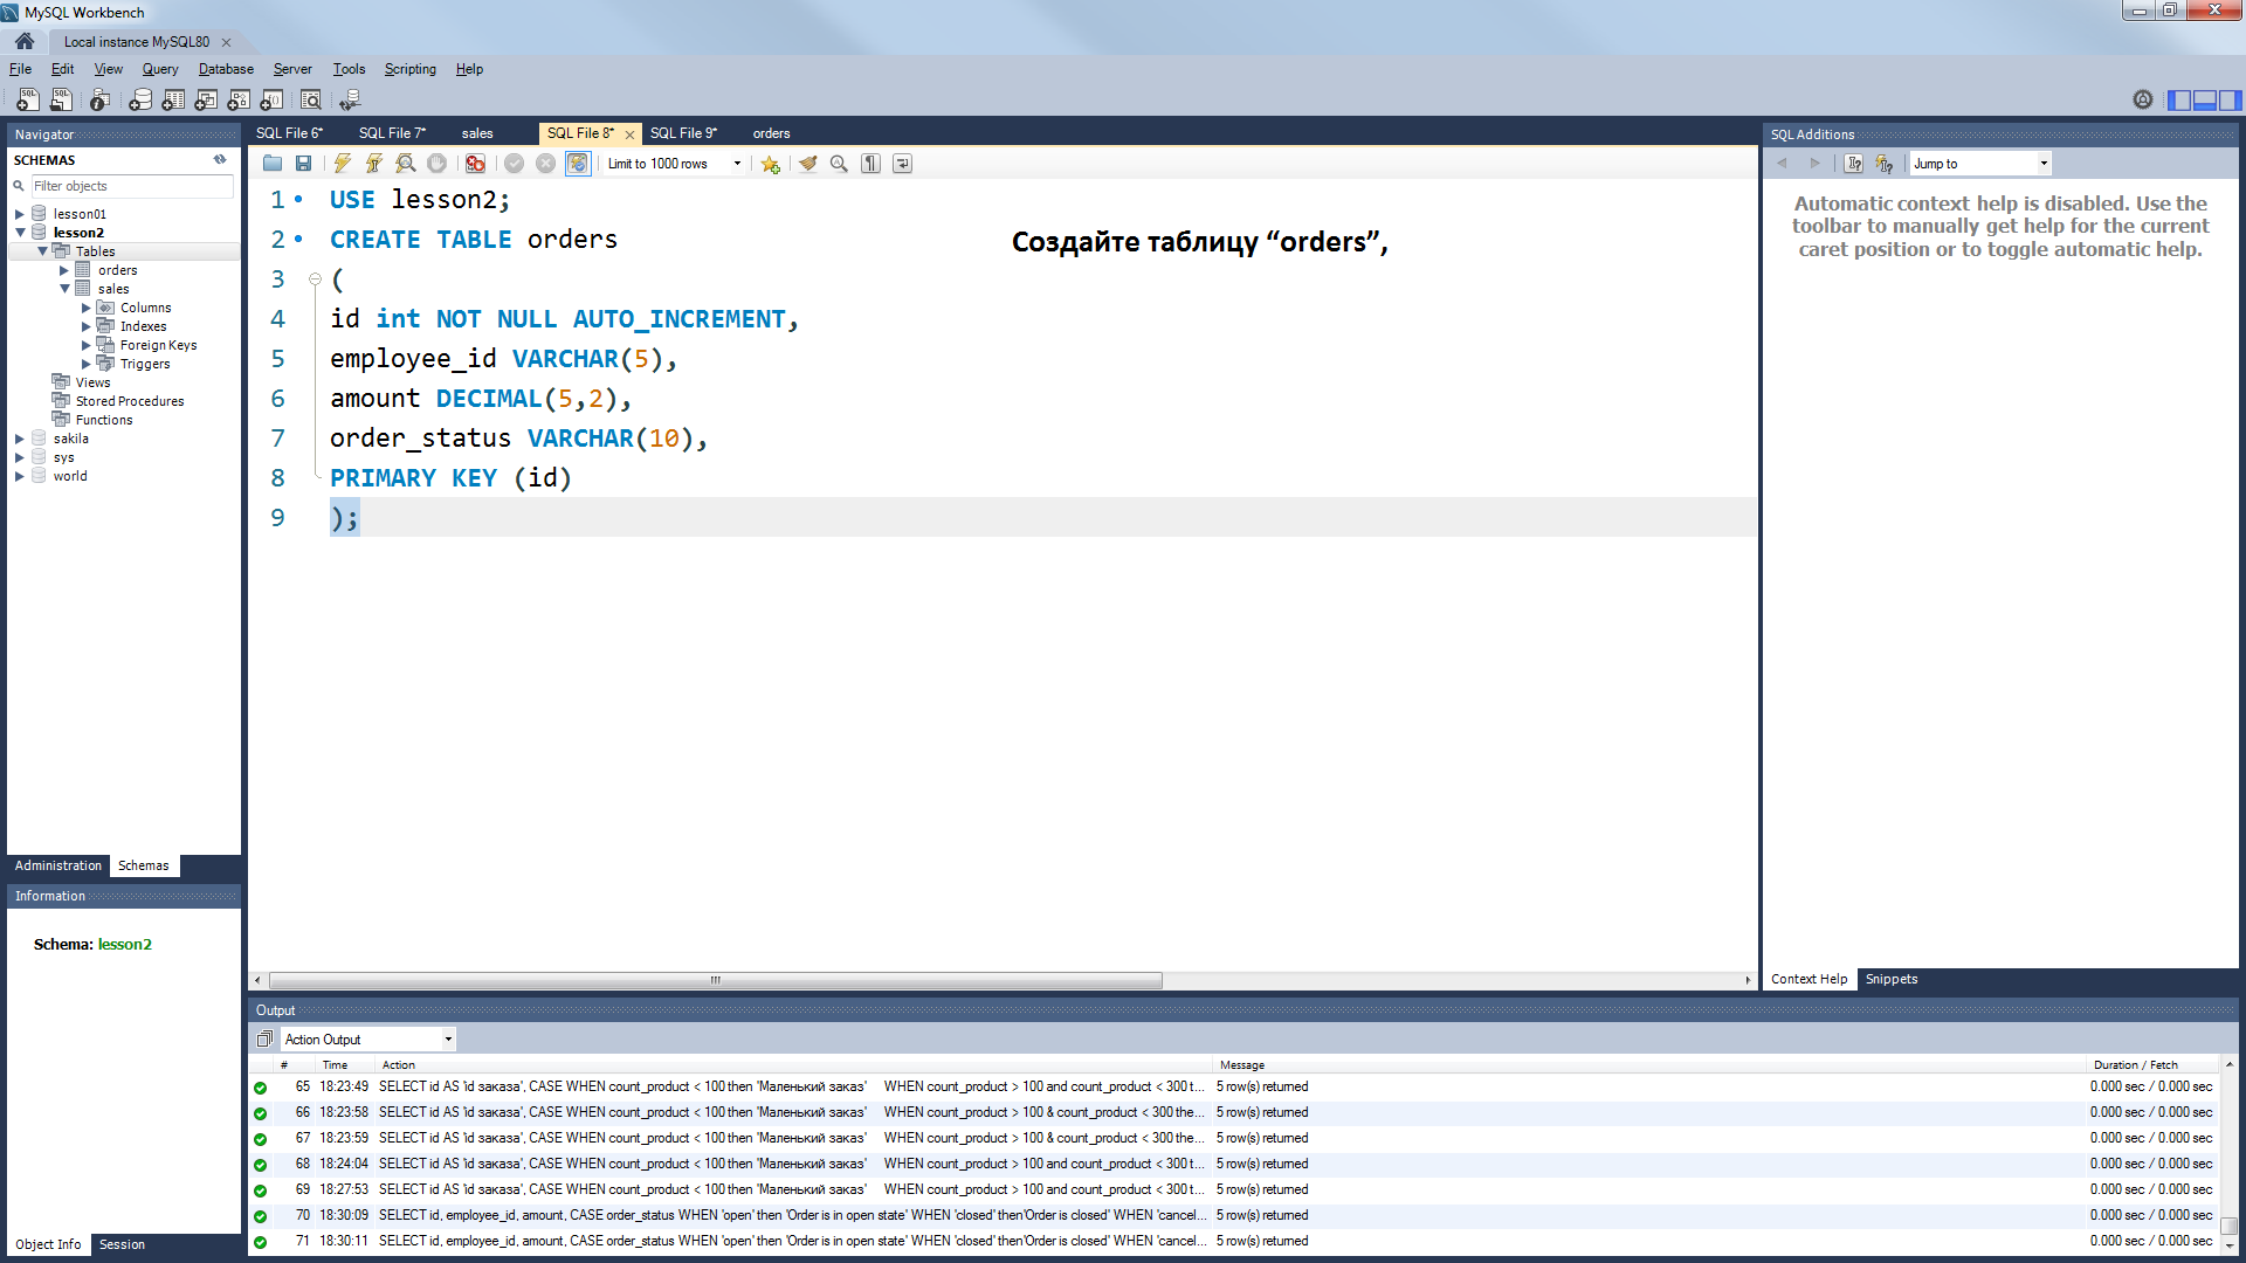 MySQL Workbench
Local instance MySQL80
File Edit View Query Database Server Tools Scripting Help
Navigator
SCHEMAS
Filter objects
lesson01
lesson2
Tables
orders
sales
Columns
Indexes
Foreign Keys
Triggers
Views
Stored Procedures
Functions
sakila
sys
world
Administration Schemas
Information
Schema: lesson2
Object Info Session
SQL File 6* SQL File 7* sales SQL File 8* SQL File 9* orders
Limit to 1000 rows
1 USE lesson2;
2 CREATE TABLE orders
3 (
4 id int NOT NULL AUTO_INCREMENT,
5 employee_id VARCHAR(5),
6 amount DECIMAL(5,2),
7 order_status VARCHAR(10),
8 PRIMARY KEY (id)
9 );
Создайте таблицу “orders”,
SQL Additions
Jump to
Automatic context help is disabled. Use the
toolbar to manually get help for the current
caret position or to toggle automatic help.
Context Help Snippets
Output
Action Output
# Time Action Message Duration / Fetch
65 18:23:49 SELECT id AS 'id заказа', CASE WHEN count_product < 100 then 'Маленький заказ' WHEN count_product > 100 and count_product < 300 t... 5 row(s) returned 0.000 sec / 0.000 sec
66 18:23:58 SELECT id AS 'id заказа', CASE WHEN count_product < 100 then 'Маленький заказ' WHEN count_product > 100 & count_product < 300 the... 5 row(s) returned 0.000 sec / 0.000 sec
67 18:23:59 SELECT id AS 'id заказа', CASE WHEN count_product < 100 then 'Маленький заказ' WHEN count_product > 100 & count_product < 300 the... 5 row(s) returned 0.000 sec / 0.000 sec
68 18:24:04 SELECT id AS 'id заказа', CASE WHEN count_product < 100 then 'Маленький заказ' WHEN count_product > 100 and count_product < 300 t... 5 row(s) returned 0.000 sec / 0.000 sec
69 18:27:53 SELECT id AS 'id заказа', CASE WHEN count_product < 100 then 'Маленький заказ' WHEN count_product > 100 and count_product < 300 t... 5 row(s) returned 0.000 sec / 0.000 sec
70 18:30:09 SELECT id, employee_id, amount, CASE order_status WHEN 'open' then 'Order is in open state' WHEN 'closed' then'Order is closed' WHEN 'cancel... 5 row(s) returned 0.000 sec / 0.000 sec
71 18:30:11 SELECT id, employee_id, amount, CASE order_status WHEN 'open' then 'Order is in open state' WHEN 'closed' then'Order is closed' WHEN 'cancel... 5 row(s) returned 0.000 sec / 0.000 sec